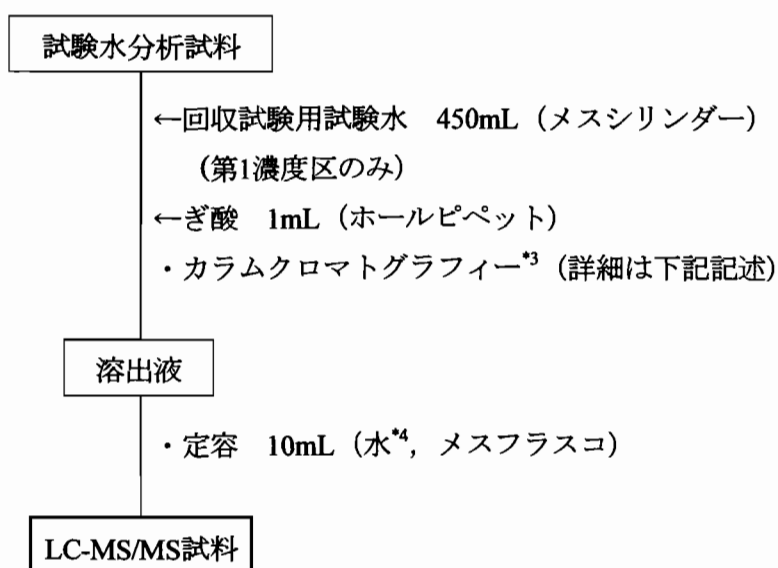 試験水分析試料
←回収試験用試験水　450mL（メスシリンダー）
（第1濃度区のみ）
←ぎ酸　1mL（ホールピペット）
・カラムクロマトグラフィー*3（詳細は下記記述）
溶出液
・定容　10mL（水*4，メスフラスコ）
LC-MS/MS試料